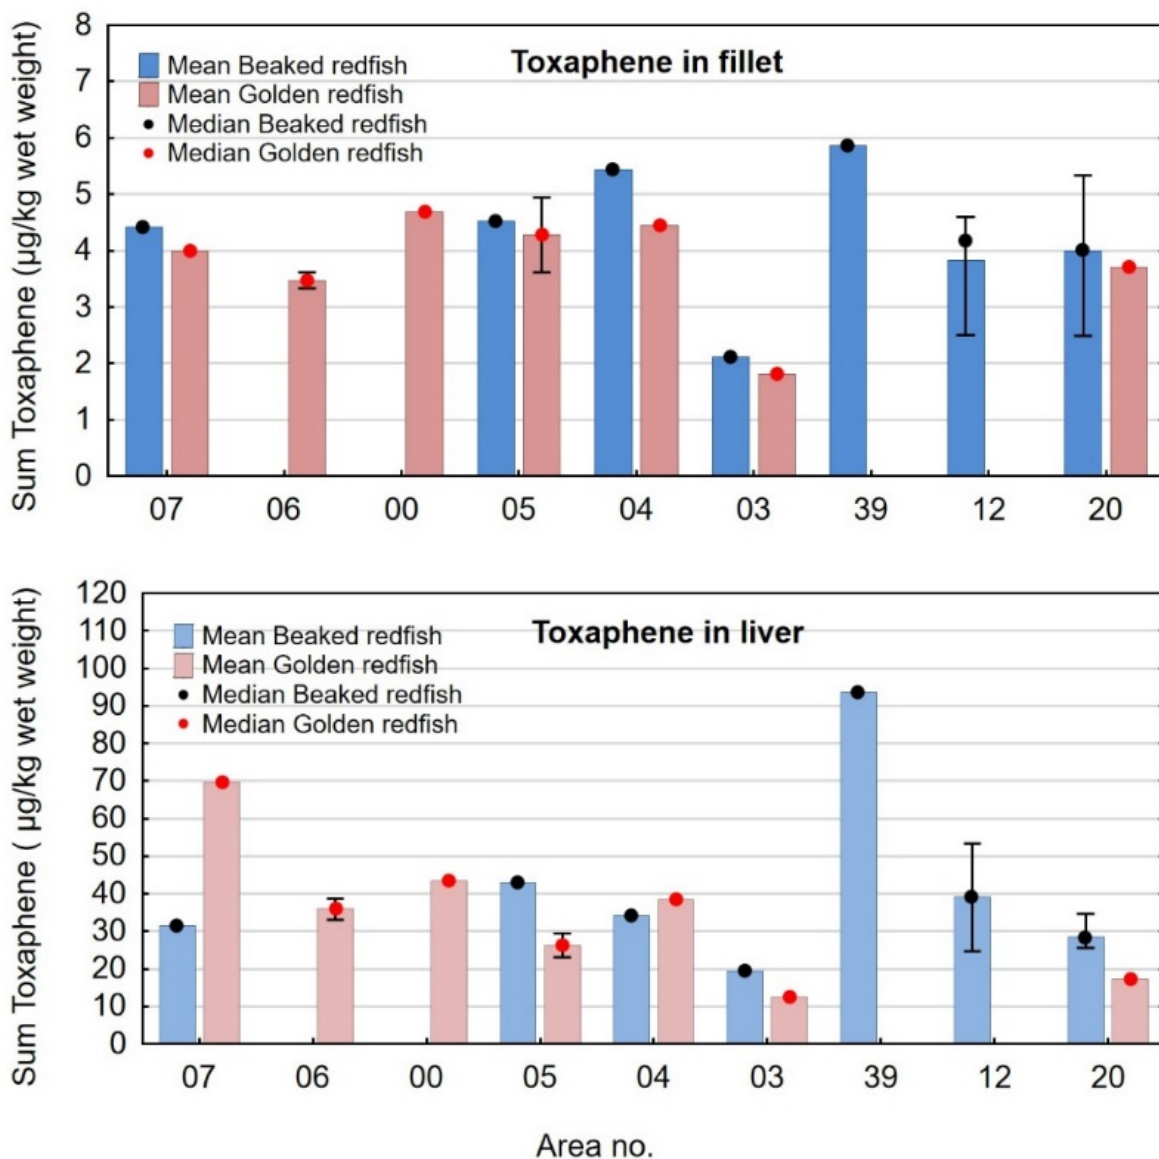 Toxaphene in fillet
Mean Beaked redfish
Mean Golden redfish
Median Beaked redfish
Median Golden redfish
Sum Toxaphene (µg/kg wet weight)
8
7
6
5
4
3
2
1
0
07 06 00 05 04 03 39 12 20
Toxaphene in liver
Mean Beaked redfish
Mean Golden redfish
Median Beaked redfish
Median Golden redfish
Sum Toxaphene ( µg/kg wet weight)
120
110
100
90
80
70
60
50
40
30
20
10
0
07 06 00 05 04 03 39 12 20
Area no.